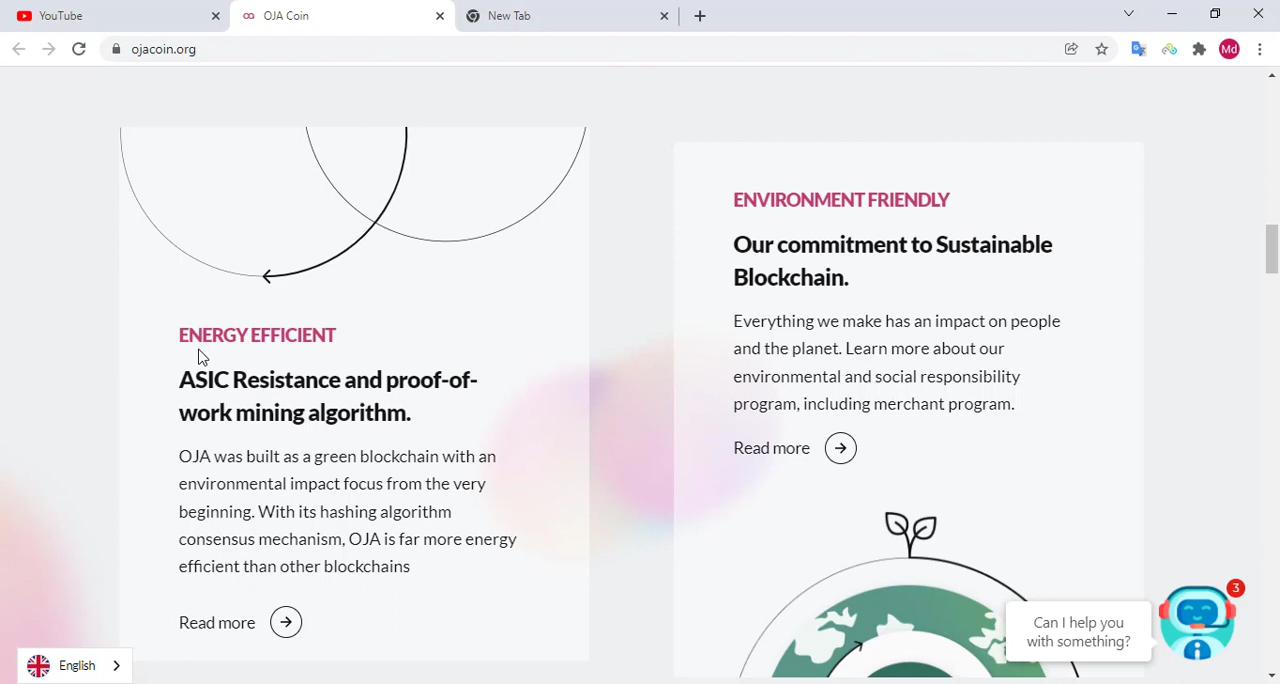 YouTube
OJA Coin
New Tab
ojacoin.org
Md
ENERGY EFFICIENT
ASIC Resistance and proof-of-
work mining algorithm.
OJA was built as a green blockchain with an
environmental impact focus from the very
beginning. With its hashing algorithm
consensus mechanism, OJA is far more energy
efficient than other blockchains
Read more
ENVIRONMENT FRIENDLY
Our commitment to Sustainable
Blockchain.
Everything we make has an impact on people
and the planet. Learn more about our
environmental and social responsibility
program, including merchant program.
Read more
3
Can I help you
with something?
English